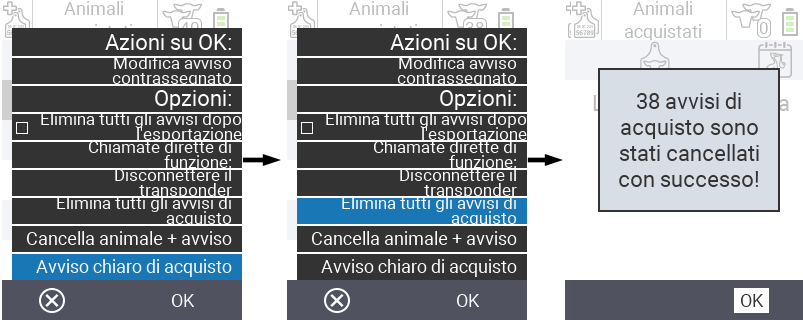 Animali
Azioni su OK:
Modifica avviso
contrassegnato
Opzioni:
Elimina tutti gli avvisi dopo
l'esportazione
Chiamate dirette di
funzione:
Disconnettere il
transponder
Elimina tutti gli avvisi di
acquisto
Cancella animale + avviso
Avviso chiaro di acquisto
OK
Animali
Azioni su OK:
Modifica avviso
contrassegnato
Opzioni:
Elimina tutti gli avvisi dopo
l'esportazione
Chiamate dirette di
funzione:
Disconnettere il
transponder
Elimina tutti gli avvisi di
acquisto
Cancella animale + avviso
Avviso chiaro di acquisto
OK
Animali
acquistati
0
38 avvisi di
acquisto sono
stati cancellati
con successo!
OK